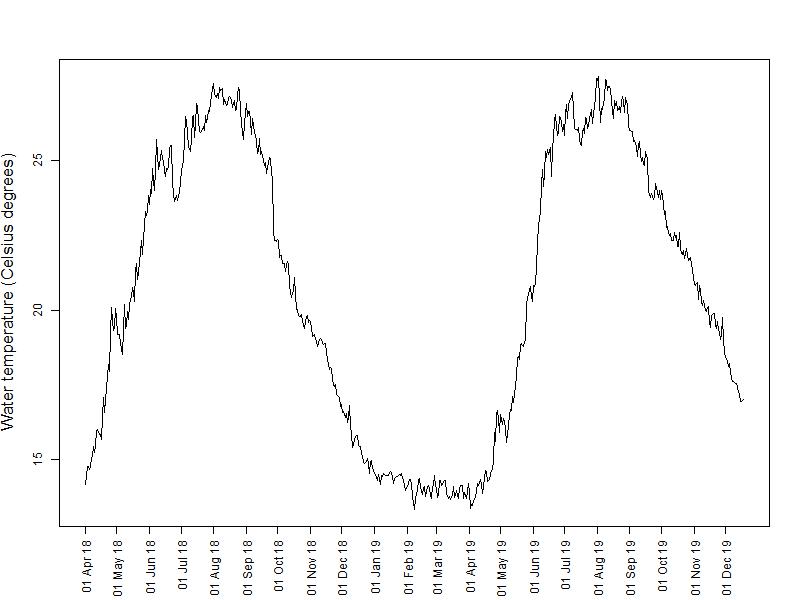 Water temperature (Celsius degrees)
25
20
15
01 Apr 18
01 May 18
01 Jun 18
01 Jul 18
01 Aug 18
01 Sep 18
01 Oct 18
01 Nov 18
01 Dec 18
01 Jan 19
01 Feb 19
01 Mar 19
01 Apr 19
01 May 19
01 Jun 19
01 Jul 19
01 Aug 19
01 Sep 19
01 Oct 19
01 Nov 19
01 Dec 19